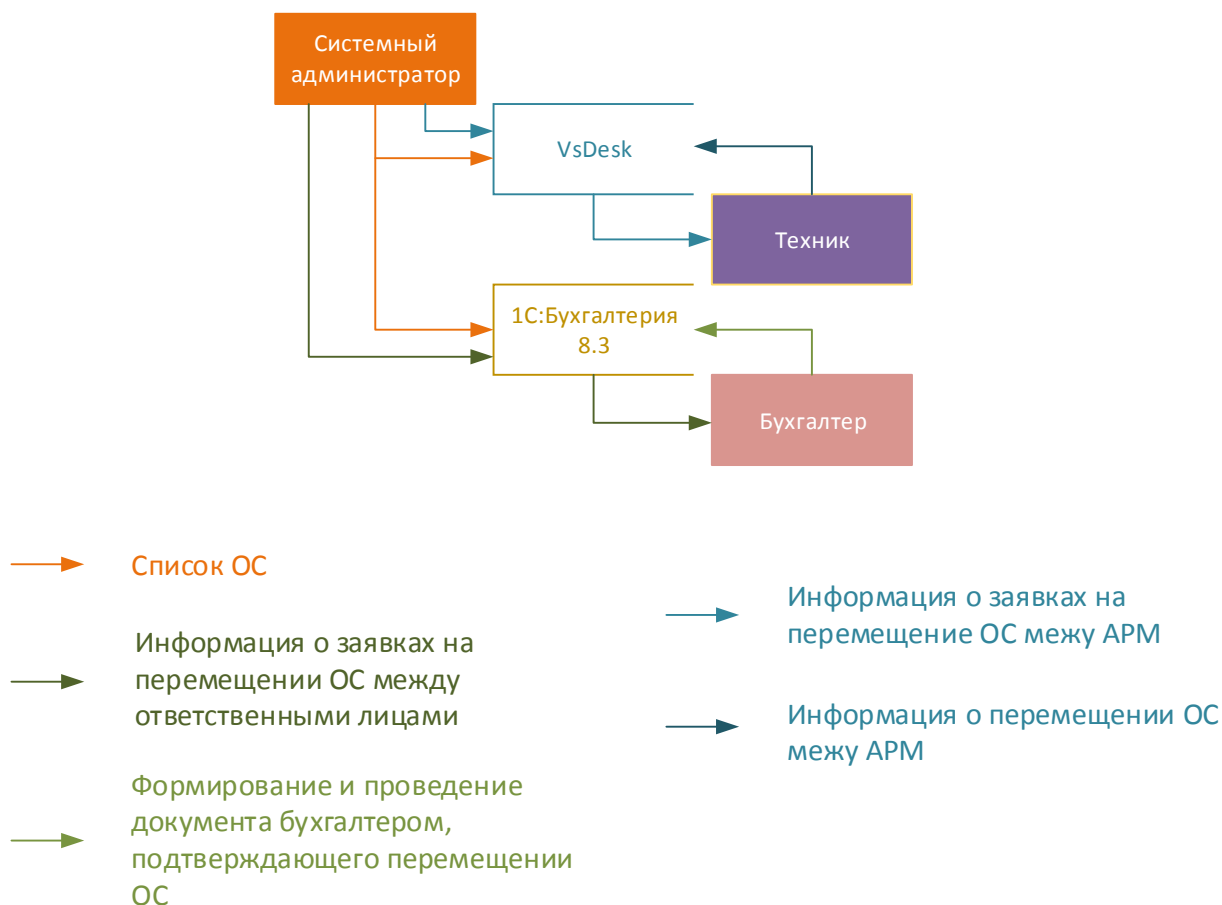 Системный
администратор
VsDesk
Техник
1С:Бухгалтерия
8.3
Бухгалтер
Список ОС
Информация о заявках на
перемещении ОС между
ответственными лицами
Формирование и проведение
документа бухгалтером,
подтверждающего перемещении
ОС
Информация о заявках на
перемещение ОС межу АРМ
Информация о перемещении ОС
межу АРМ